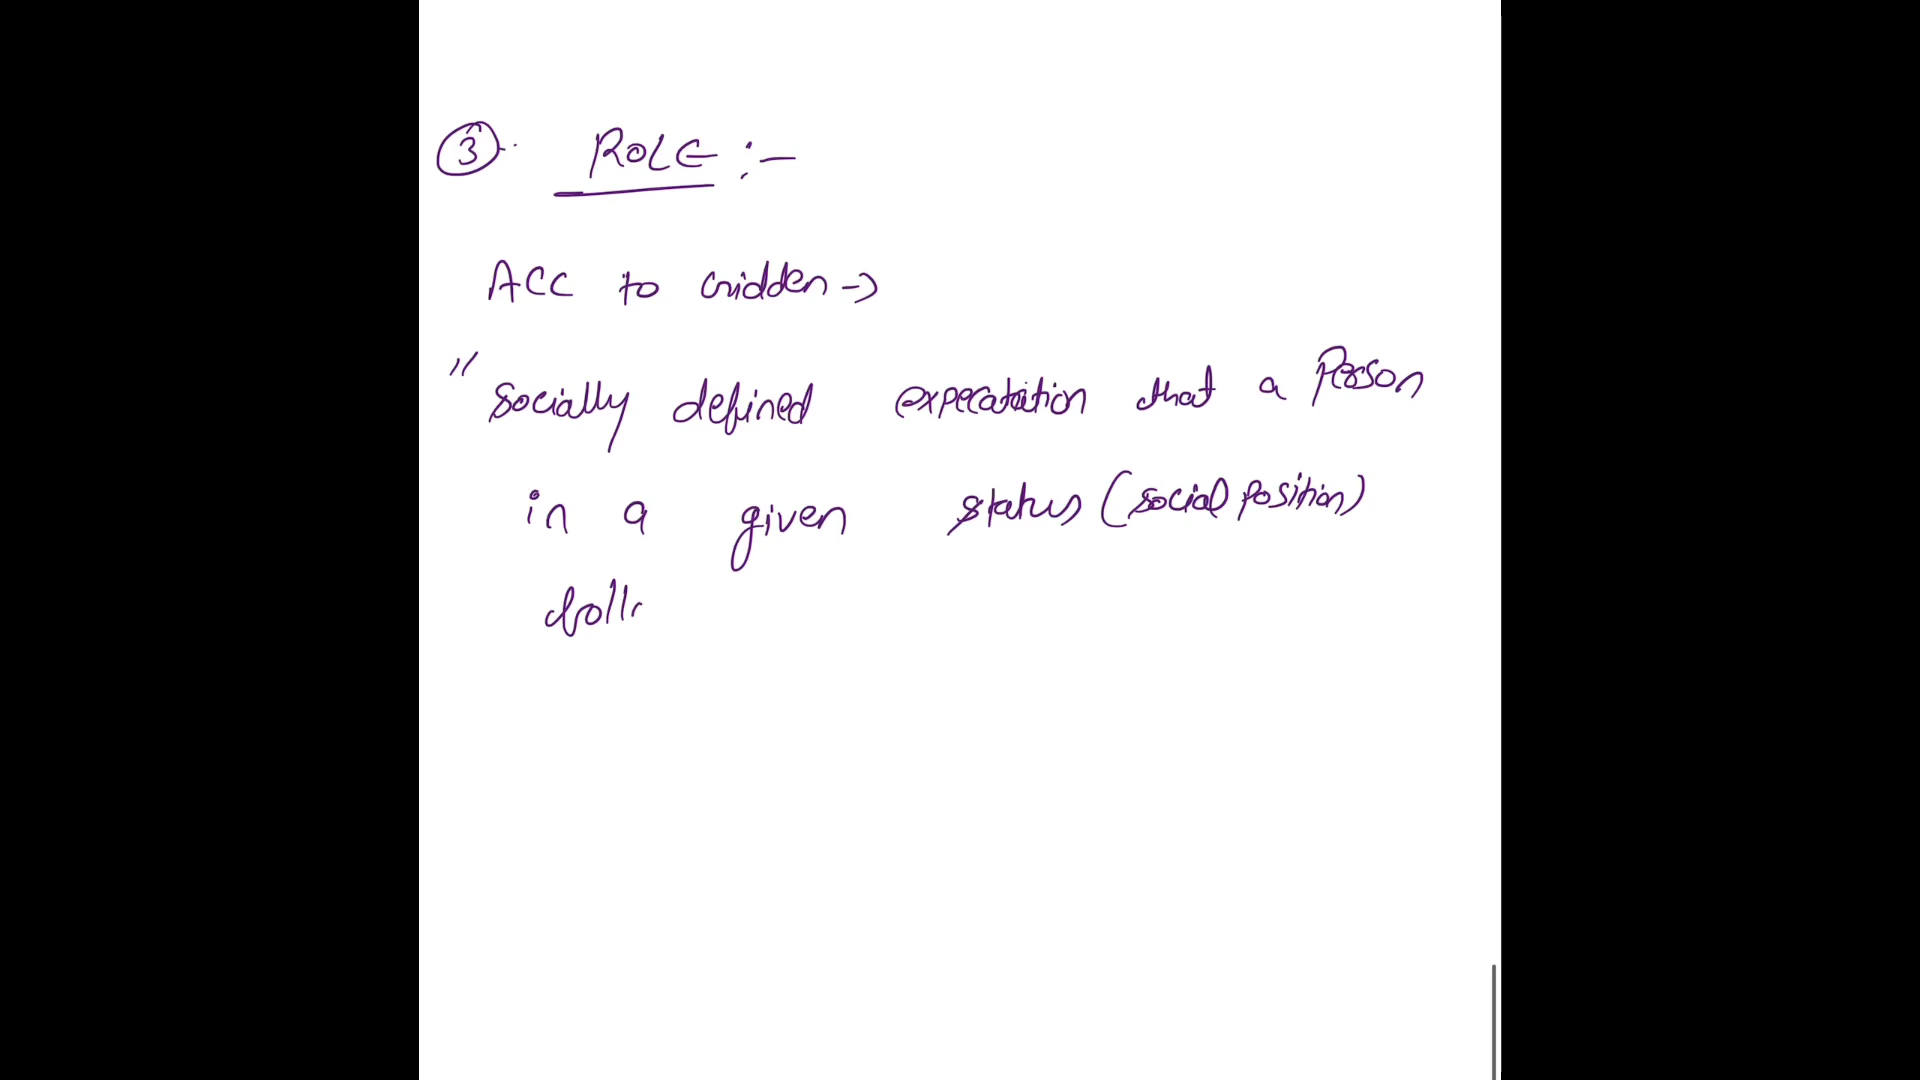 ③. ROLE :-
ACC to Gidden ->
" Socially defined expecatation that a Person
in a given status (social position)